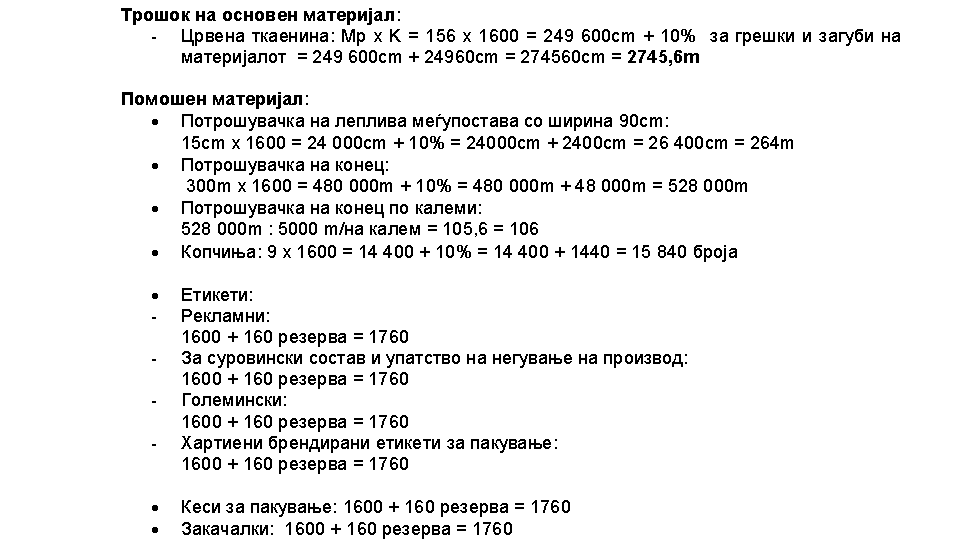 Трошок на основен материјал:
- Црвена ткаенина: Мр x K = 156 x 1600 = 249 600cm + 10% за грешки и загуби на
материјалот = 249 600cm + 24960cm = 274560cm = 2745,6m
Помошен материјал:
• Потрошувачка на леплива меѓупостава со ширина 90cm:
15cm x 1600 = 24 000cm + 10% = 24000cm + 2400cm = 26 400cm = 264m
• Потрошувачка на конец:
300m x 1600 = 480 000m + 10% = 480 000m + 48 000m = 528 000m
• Потрошувачка на конец по калеми:
528 000m : 5000 m/на калем = 105,6 = 106
• Копчиња: 9 x 1600 = 14 400 + 10% = 14 400 + 1440 = 15 840 броја
• Етикети:
- Рекламни:
1600 + 160 резерва = 1760
- За суровински состав и упатство на негување на производ:
1600 + 160 резерва = 1760
- Големински:
1600 + 160 резерва = 1760
- Хартиени брендирани етикети за пакување:
1600 + 160 резерва = 1760
• Кеси за пакување: 1600 + 160 резерва = 1760
• Закачалки: 1600 + 160 резерва = 1760